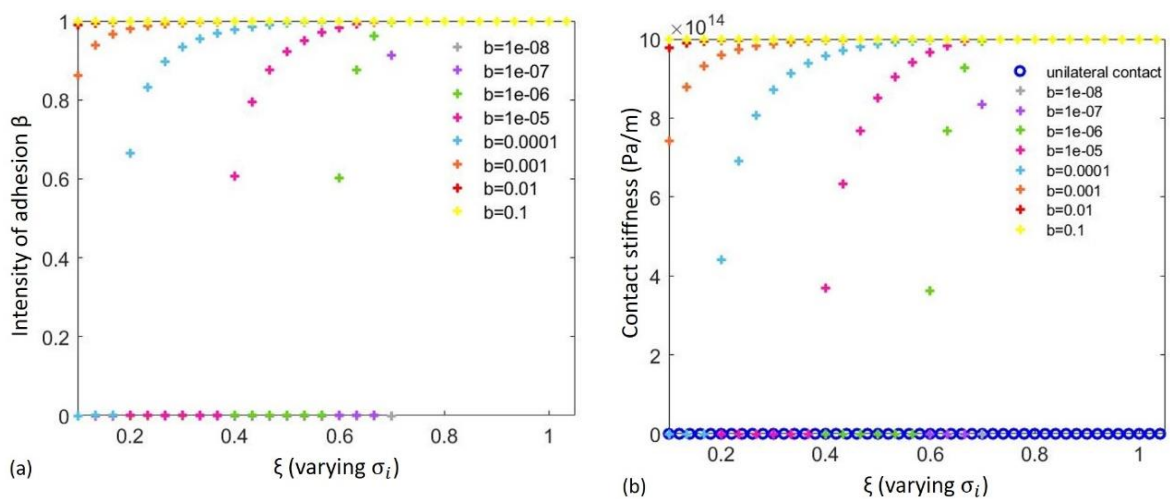 Intensity of adhesion β
1
0.8
0.6
0.4
0.2
0
0.2
0.4
0.6
0.8
1
ξ (varying σi)
(a)
b=1e-08
b=1e-07
b=1e-06
b=1e-05
b=0.0001
b=0.001
b=0.01
b=0.1
×10^14
Contact stiffness (Pa/m)
10
8
6
4
2
0
0.2
0.4
0.6
0.8
1
ξ (varying σi)
(b)
unilateral contact
b=1e-08
b=1e-07
b=1e-06
b=1e-05
b=0.0001
b=0.001
b=0.01
b=0.1